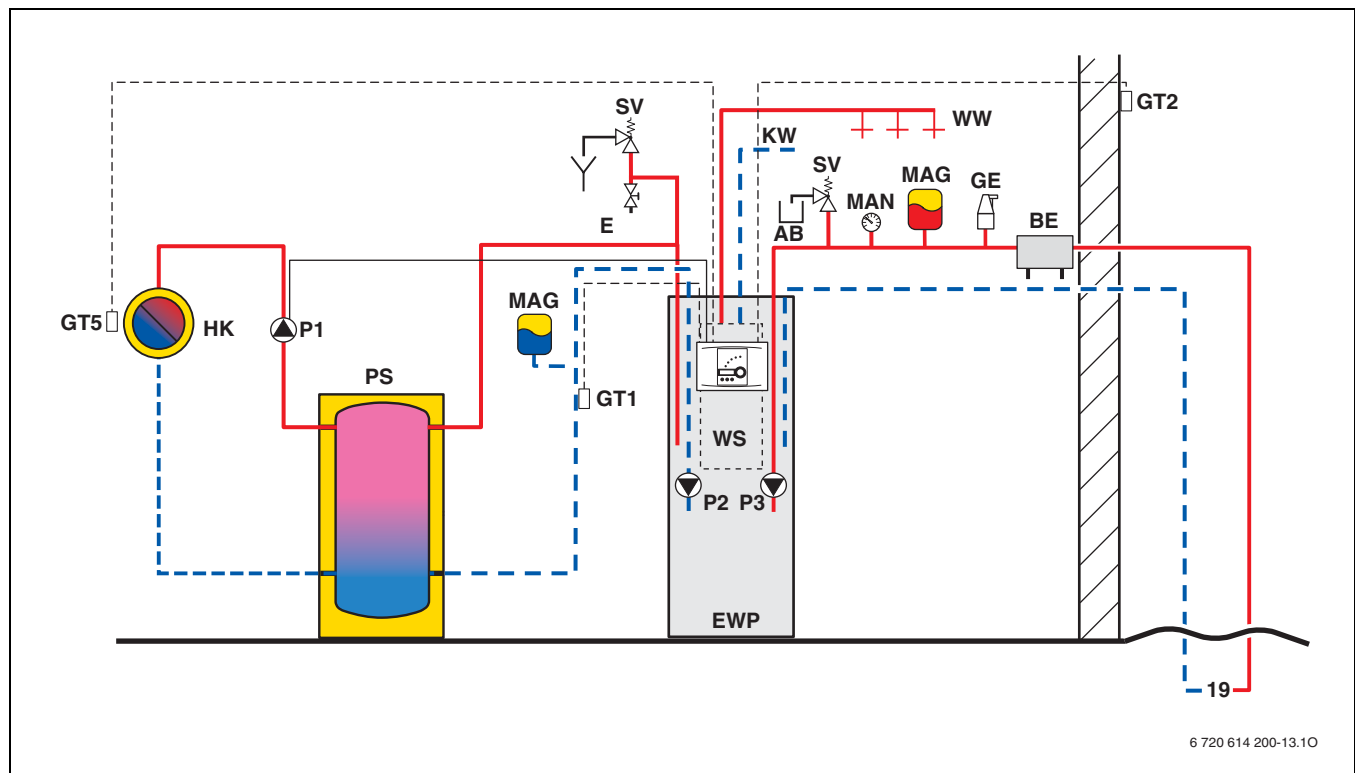 SV
GT2
WW
KW
SV
MAG
GE
MAN
E
AB
BE
MAG
GT5
HK
P1
PS
GT1
WS
P2
P3
EWP
19
6 720 614 200-13.1O